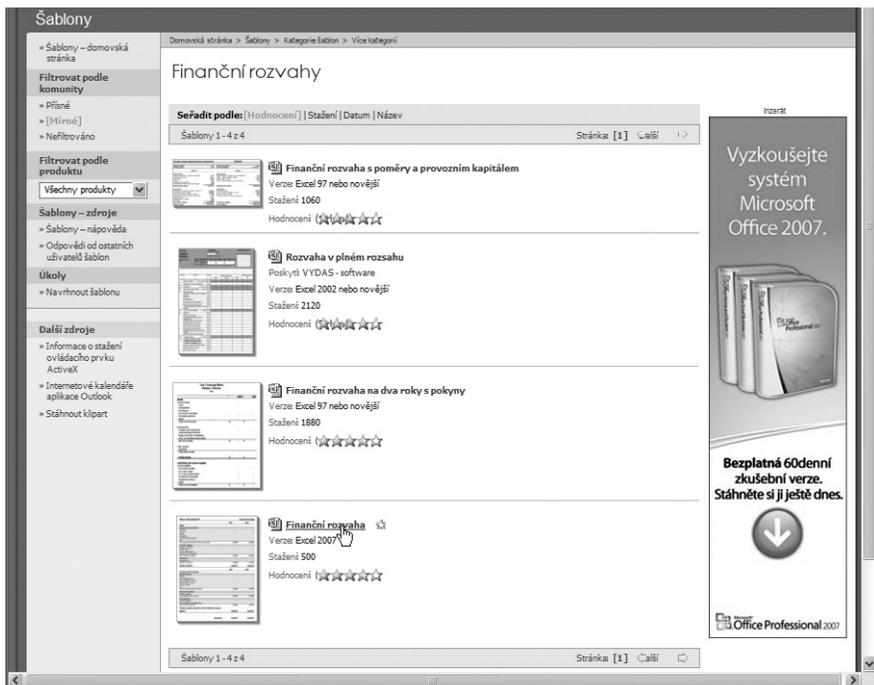 Šablony
» Šablony – domovská
stránka
Filtrovat podle
komunity
» Přísné
» [Mírné]
» Nefiltrováno
Filtrovat podle
produktu
Všechny produkty
Šablony – zdroje
» Šablony – nápověda
» Odpovědi od ostatních
uživatelů šablon
Úkoly
» Navrhnout šablonu
Další zdroje
» Informace o stažení
ovládacího prvku
ActiveX
» Internetové kalendáře
aplikace Outlook
» Stáhnout klipart
Domovská stránka > Šablony > Kategorie šablon > Více kategorií
Finanční rozvahy
Seřadit podle: [Hodnocení] | Stažení | Datum | Název
Šablony 1 - 4 z 4 Stránka: [1] Další
Finanční rozvaha s poměry a provozním kapitálem
Verze: Excel 97 nebo novější
Stažení: 1060
Hodnocení:
Rozvaha v plném rozsahu
Poskytl: VYDAS - software
Verze: Excel 2002 nebo novější
Stažení: 2120
Hodnocení:
Finanční rozvaha na dva roky s pokyny
Verze: Excel 97 nebo novější
Stažení: 1880
Hodnocení:
Finanční rozvaha
Verze: Excel 2007
Stažení: 500
Hodnocení:
Šablony 1 - 4 z 4 Stránka: [1] Další
Inzerát
Vyzkoušejte
systém
Microsoft
Office 2007.
Bezplatná 60denní
zkušební verze.
Stáhněte si ji ještě dnes.
Microsoft
Office Professional 2007